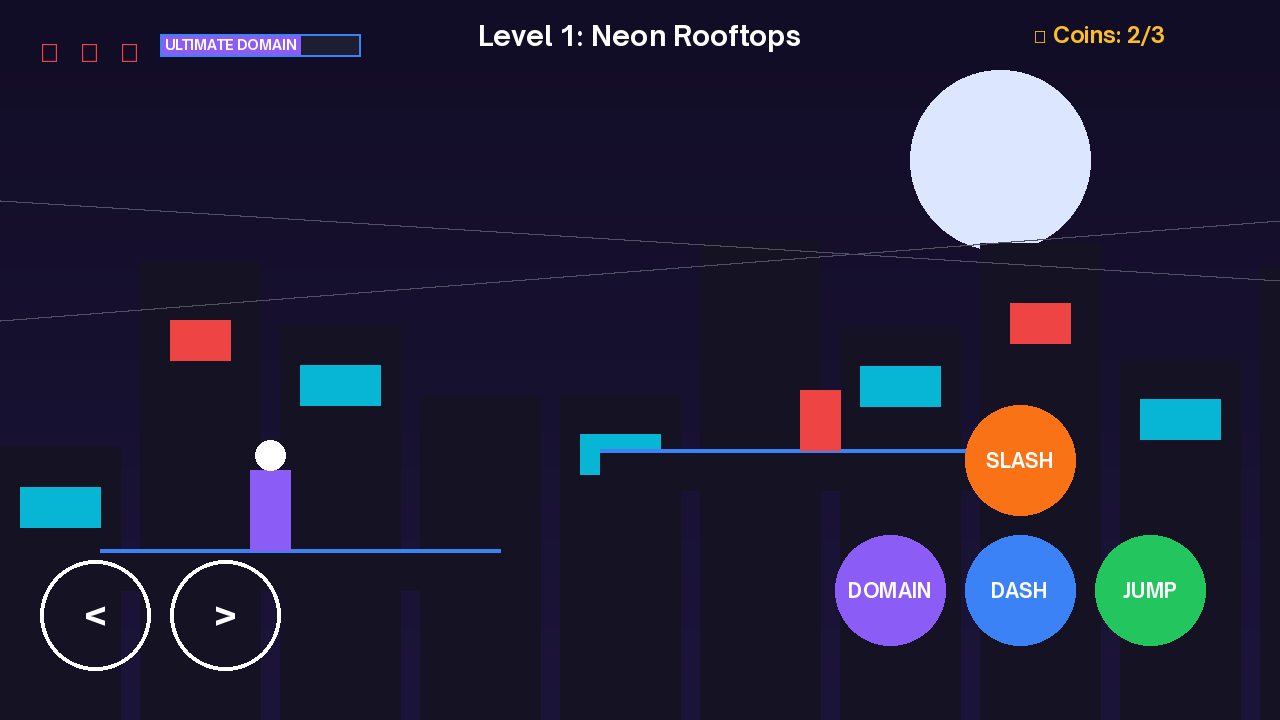 ULTIMATE DOMAIN
Level 1: Neon Rooftops
Coins: 2/3
SLASH
DOMAIN
DASH
JUMP
<
>